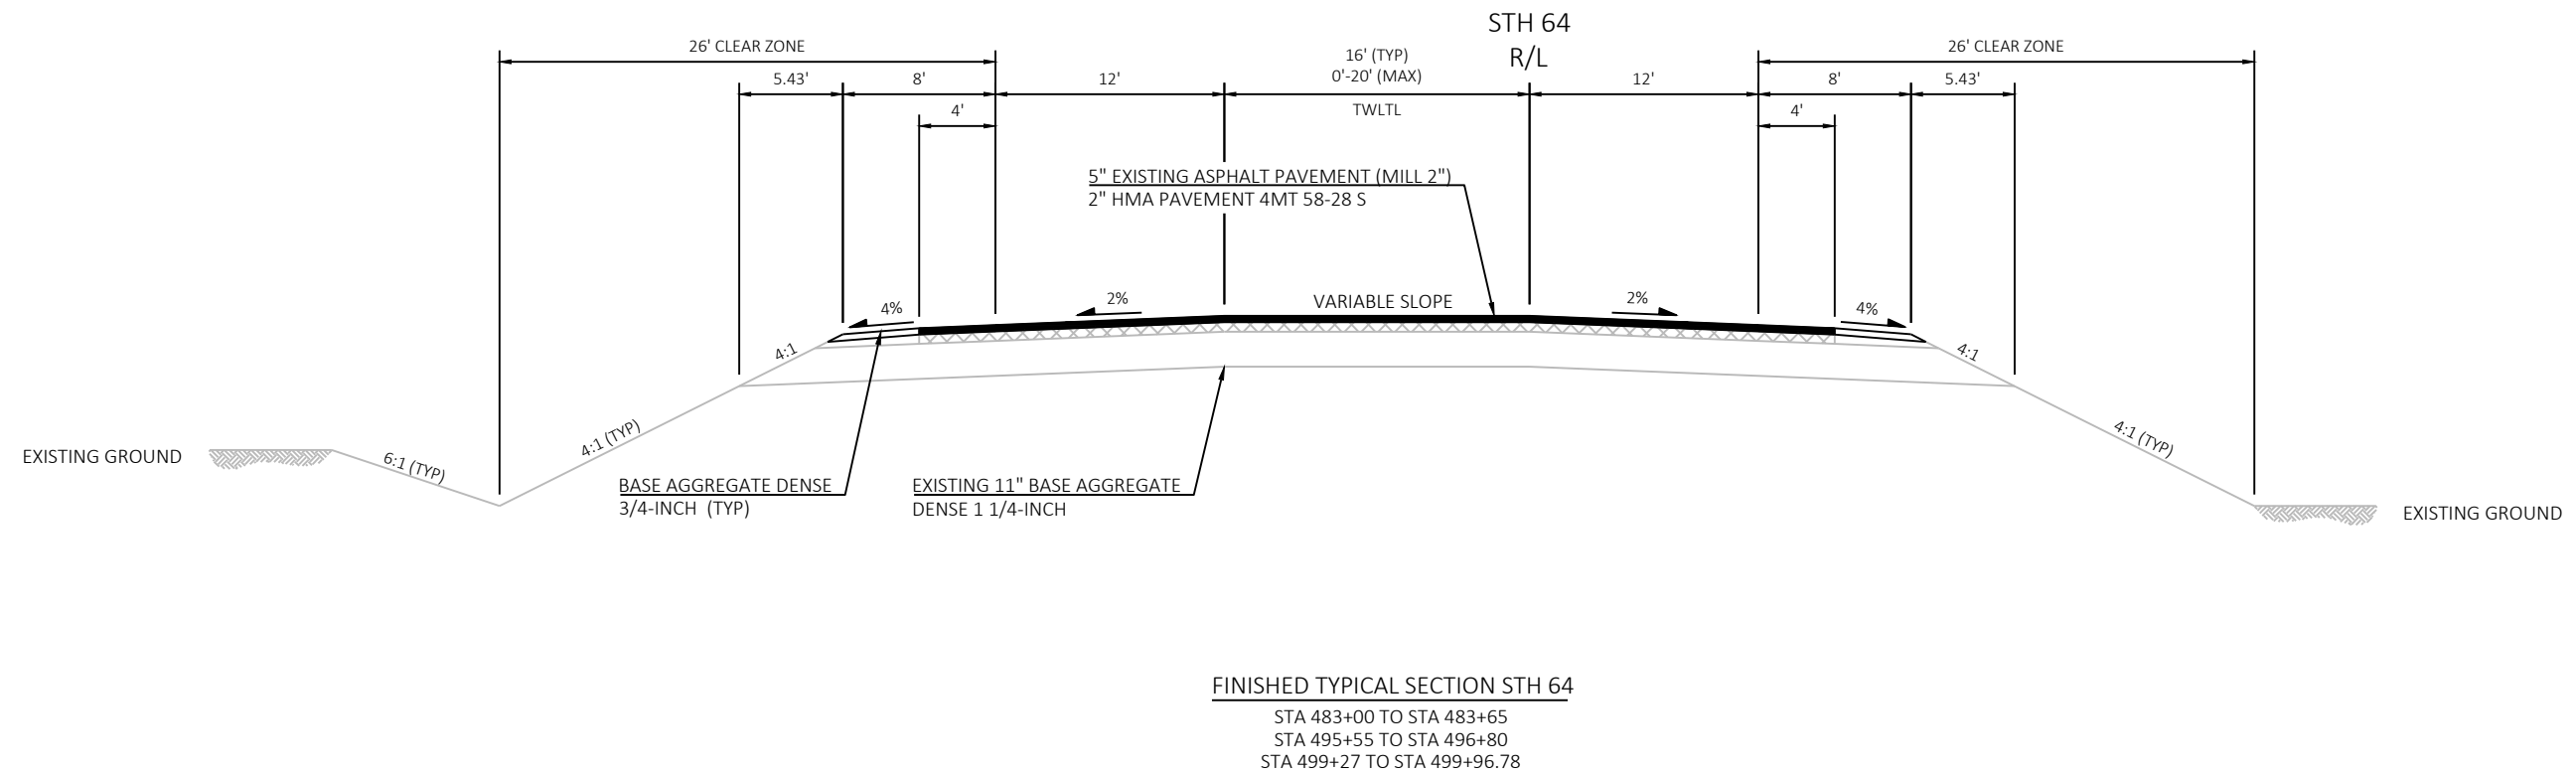 STH 64
R/L
26' CLEAR ZONE
16' (TYP)
0'-20' (MAX)
26' CLEAR ZONE
5.43'
8'
12'
12'
8'
5.43'
4'
TWLTL
4'
5" EXISTING ASPHALT PAVEMENT (MILL 2")
2" HMA PAVEMENT 4MT 58-28 S
4%
2%
VARIABLE SLOPE
2%
4%
4:1
4:1
4:1 (TYP)
4:1 (TYP)
EXISTING GROUND
6:1 (TYP)
BASE AGGREGATE DENSE
3/4-INCH (TYP)
EXISTING 11" BASE AGGREGATE
DENSE 1 1/4-INCH
EXISTING GROUND
FINISHED TYPICAL SECTION STH 64
STA 483+00 TO STA 483+65
STA 495+55 TO STA 496+80
STA 499+27 TO STA 499+96.78